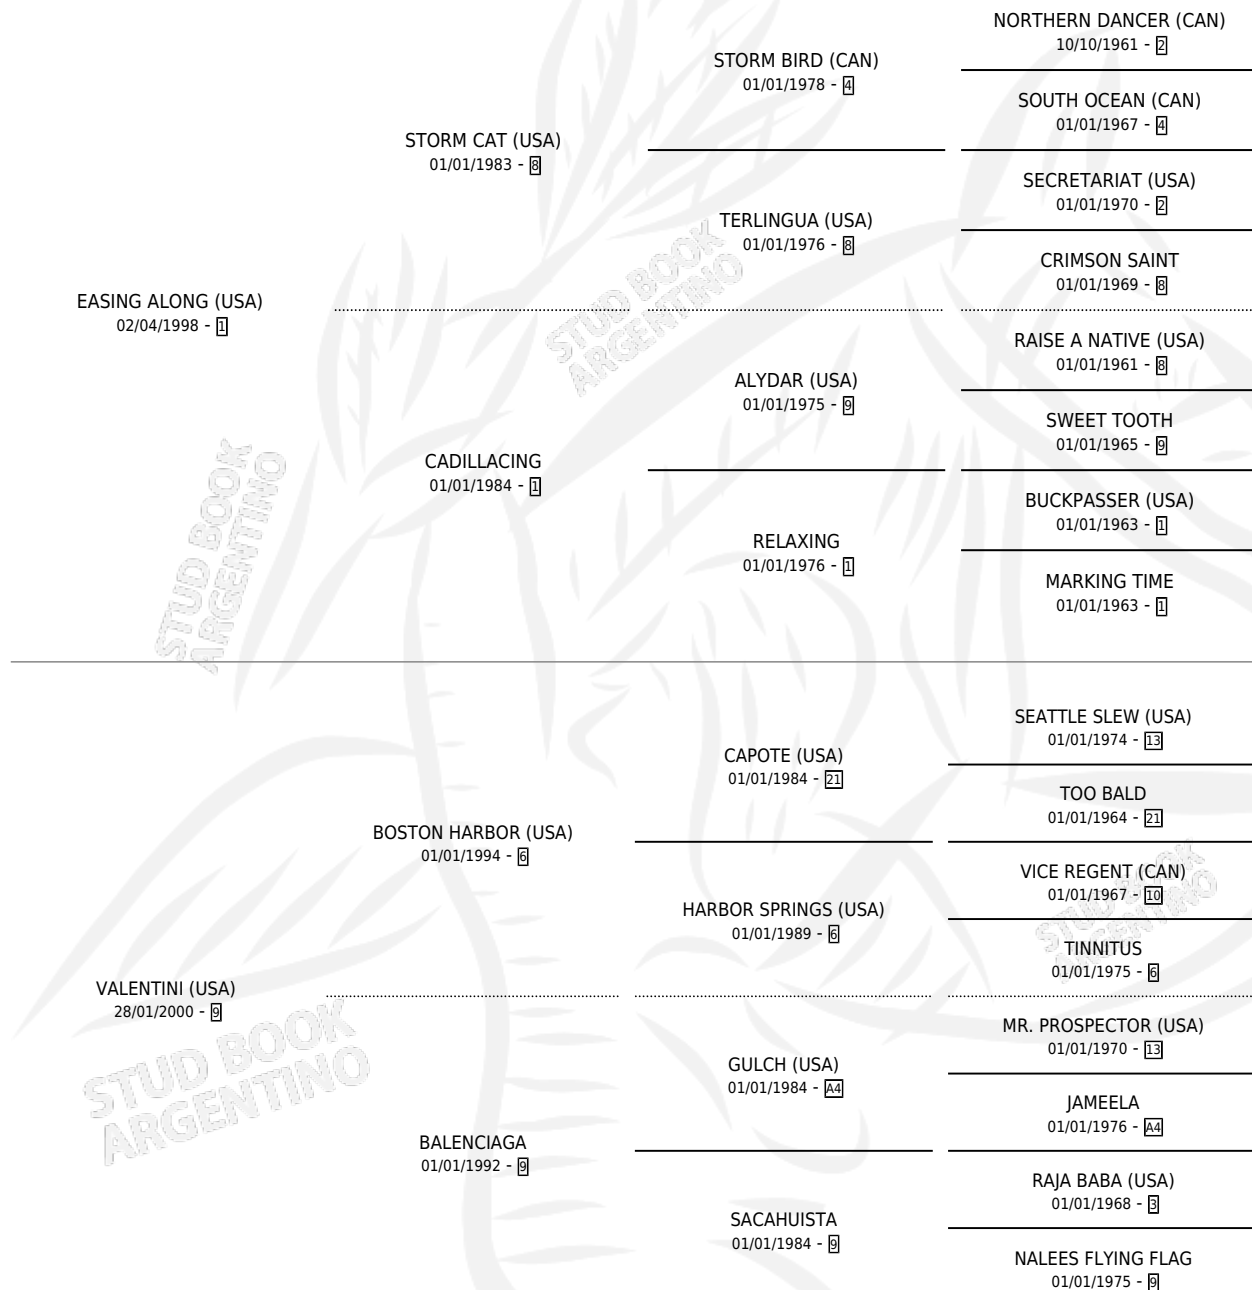 NORTHERN DANCER (CAN)
10/10/1961 - 2
STORM BIRD (CAN)
01/01/1978 - 4
SOUTH OCEAN (CAN)
01/01/1967 - 4
STORM CAT (USA)
01/01/1983 - 8
SECRETARIAT (USA)
01/01/1970 - 2
TERLINGUA (USA)
01/01/1976 - 8
CRIMSON SAINT
01/01/1969 - 8
EASING ALONG (USA)
02/04/1998 - 1
RAISE A NATIVE (USA)
01/01/1961 - 8
ALYDAR (USA)
01/01/1975 - 9
SWEET TOOTH
01/01/1965 - 9
CADILLACING
01/01/1984 - 1
BUCKPASSER (USA)
01/01/1963 - 1
RELAXING
01/01/1976 - 1
MARKING TIME
01/01/1963 - 1
SEATTLE SLEW (USA)
01/01/1974 - 13
CAPOTE (USA)
01/01/1984 - 21
TOO BALD
01/01/1964 - 21
BOSTON HARBOR (USA)
01/01/1994 - 6
VICE REGENT (CAN)
01/01/1967 - 10
HARBOR SPRINGS (USA)
01/01/1989 - 6
TINNITUS
01/01/1975 - 6
VALENTINI (USA)
28/01/2000 - 9
MR. PROSPECTOR (USA)
01/01/1970 - 13
GULCH (USA)
01/01/1984 - A4
JAMEELA
01/01/1976 - A4
BALENCIAGA
01/01/1992 - 9
RAJA BABA (USA)
01/01/1968 - 3
SACAHUISTA
01/01/1984 - 9
NALEES FLYING FLAG
01/01/1975 - 9
STUD BOOK
ARGENTINO
STUD BOOK
ARGENTINO
STUD BOOK
ARGENTINO
STUD BOOK
ARGENTINO